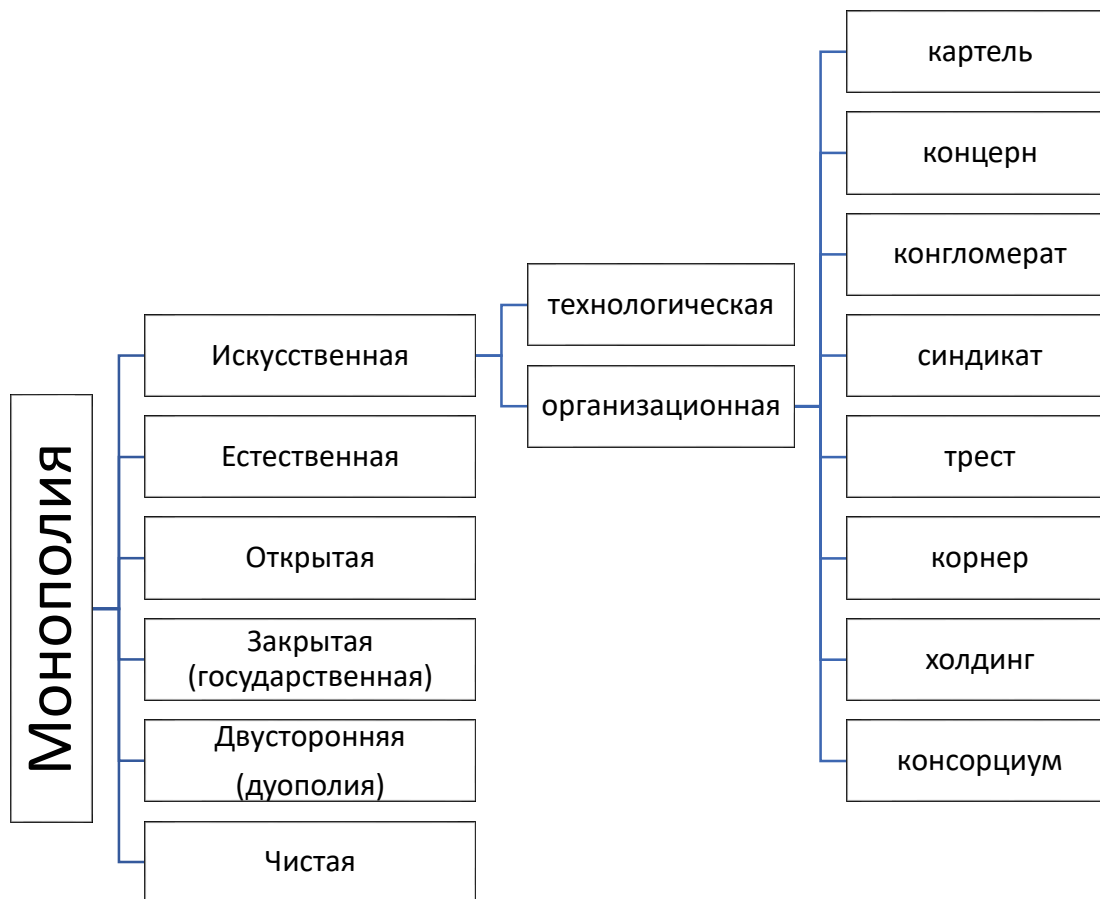 Монополия
Искусственная
Естественная
Открытая
Закрытая
(государственная)
Двусторонняя
(дуополия)
Чистая
технологическая
организационная
картель
концерн
конгломерат
синдикат
трест
корнер
холдинг
консорциум